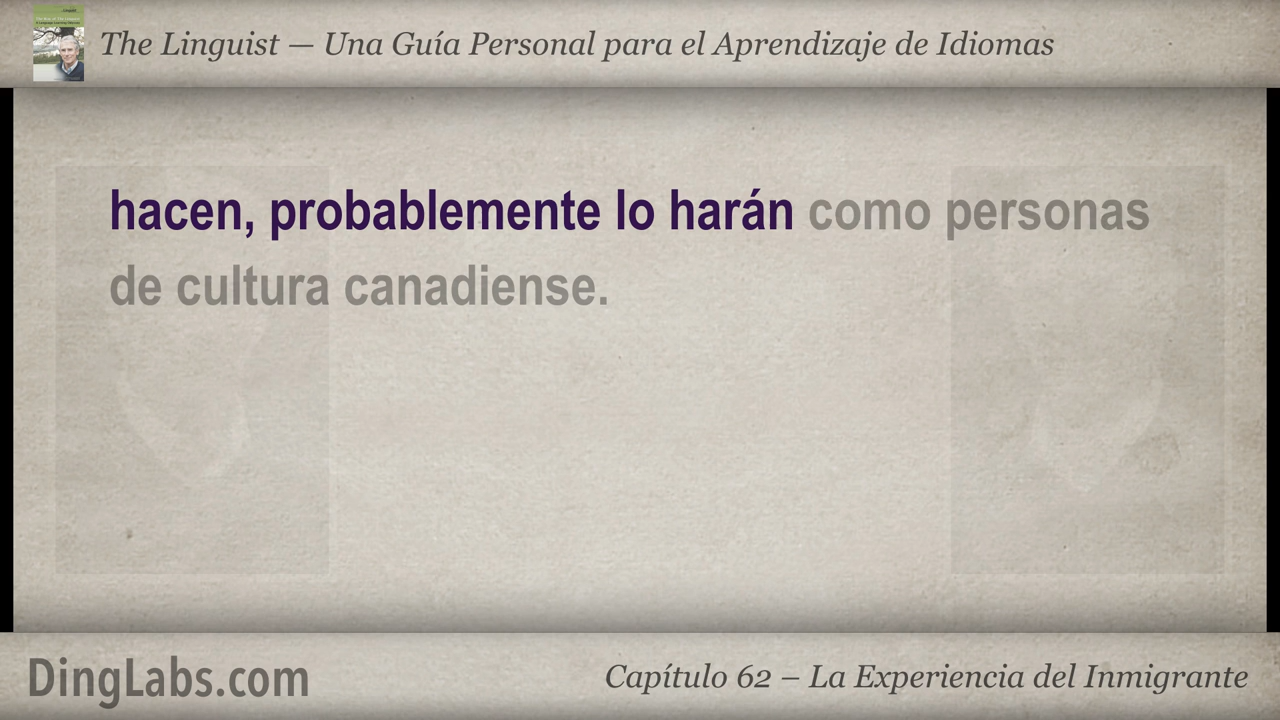 The Linguist — Una Guía Personal para el Aprendizaje de Idiomas
hacen, probablemente lo harán como personas
de cultura canadiense.
DingLabs.com
Capítulo 62 – La Experiencia del Inmigrante